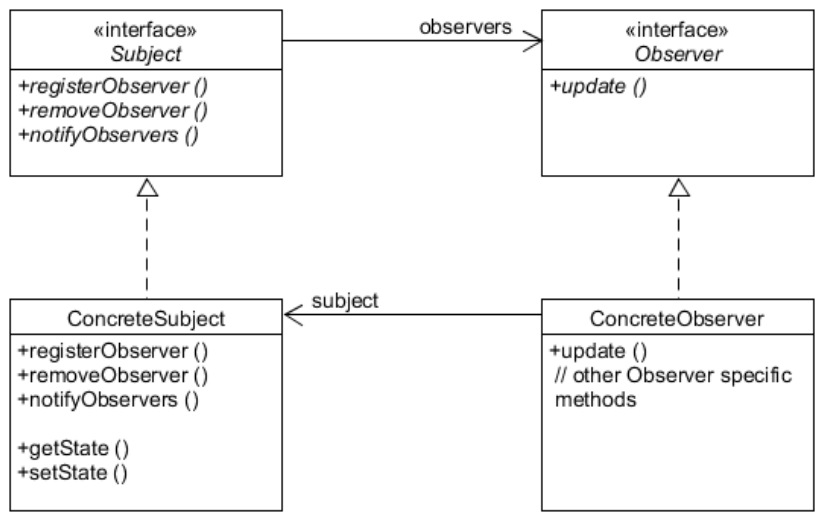 «interface»
Subject
+registerObserver ()
+removeObserver ()
+notifyObservers ()
observers
«interface»
Observer
+update ()
ConcreteSubject
+registerObserver ()
+removeObserver ()
+notifyObservers ()
+getState ()
+setState ()
subject
ConcreteObserver
+update ()
// other Observer specific
methods